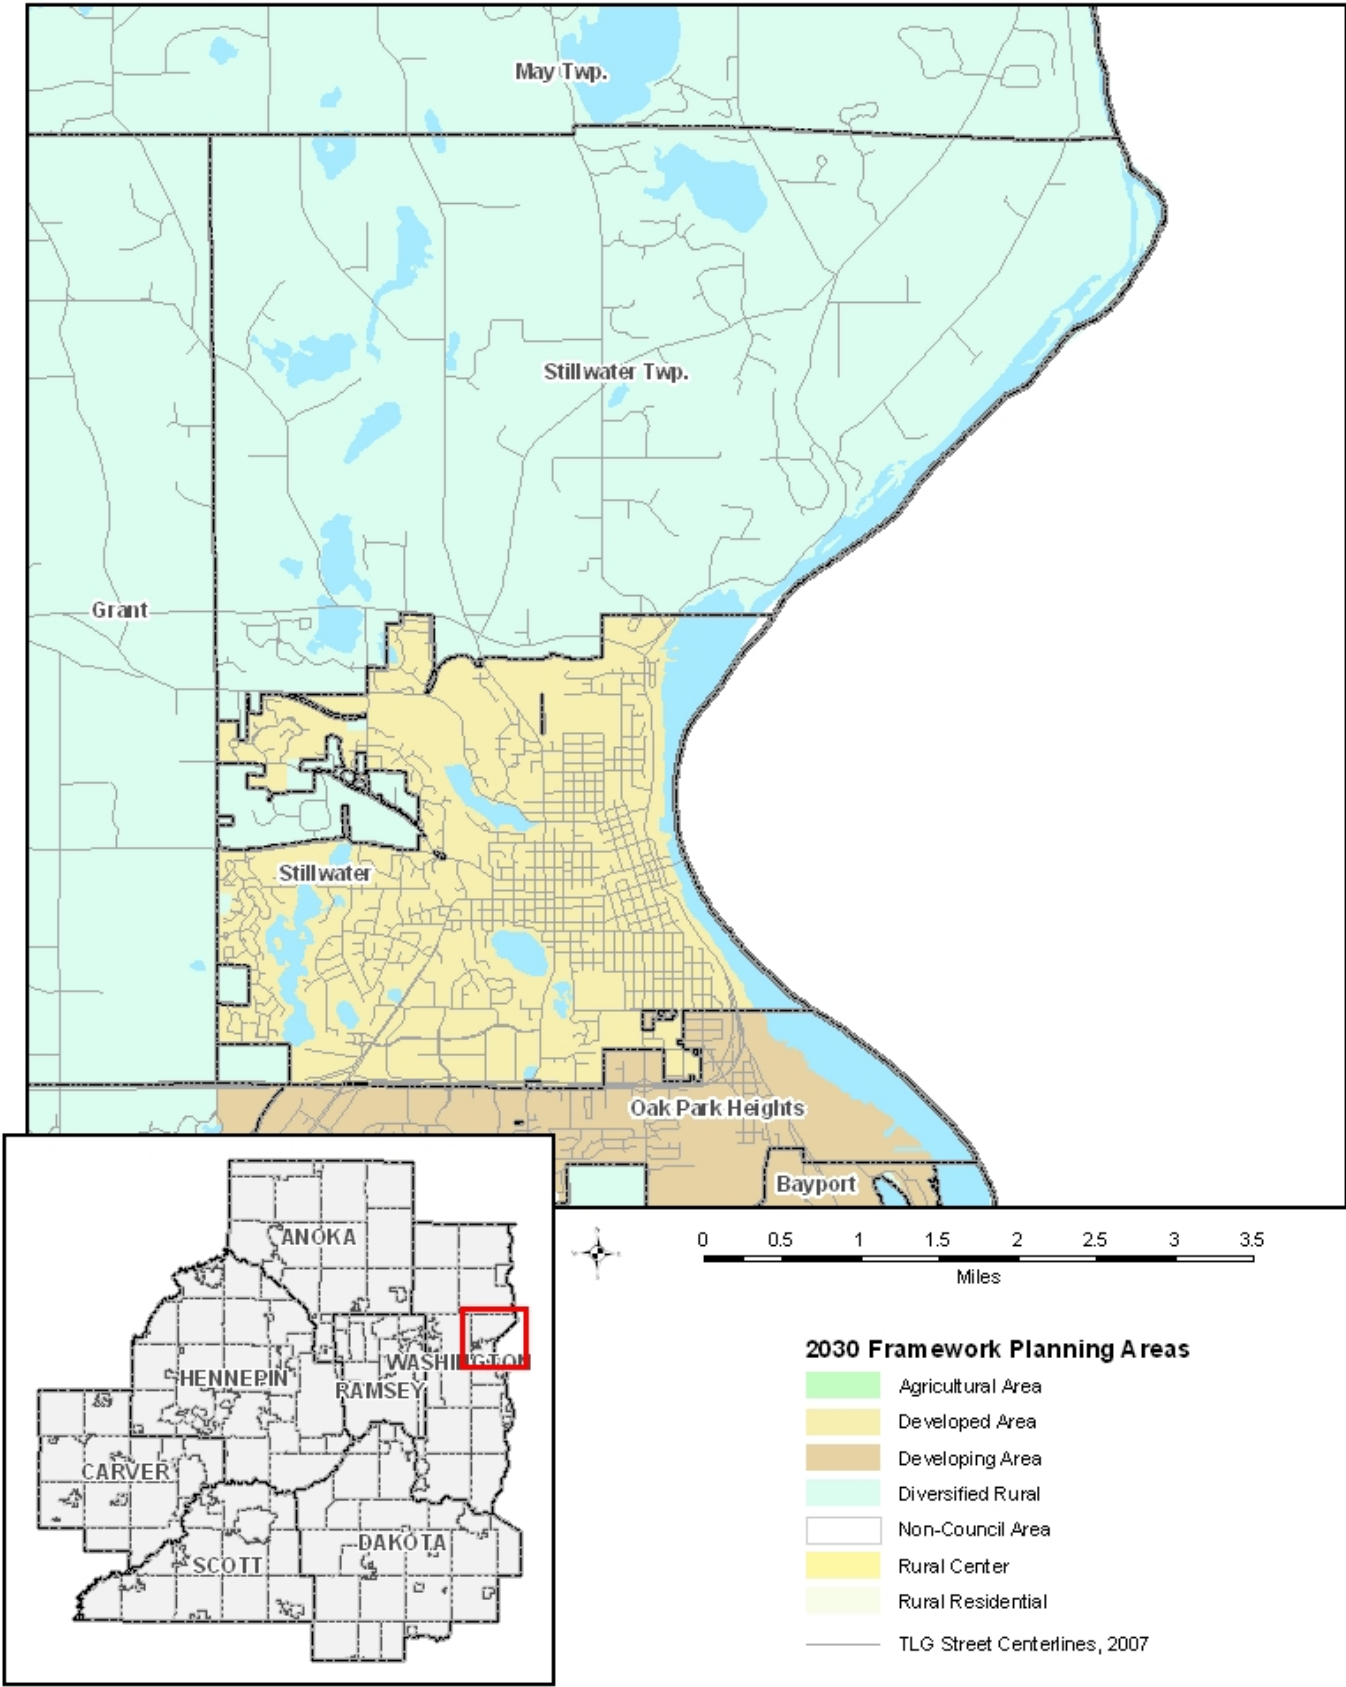 May Twp.
Stillwater Twp.
Grant
Stillwater
Oak Park Heights
Bayport
ANOKA
WASHINGTON
HENNEPIN
RAMSEY
CARVER
DAKOTA
SCOTT
0 0.5 1 1.5 2 2.5 3 3.5
Miles
2030 Framework Planning Areas
Agricultural Area
Developed Area
Developing Area
Diversified Rural
Non-Council Area
Rural Center
Rural Residential
TLG Street Centerlines, 2007